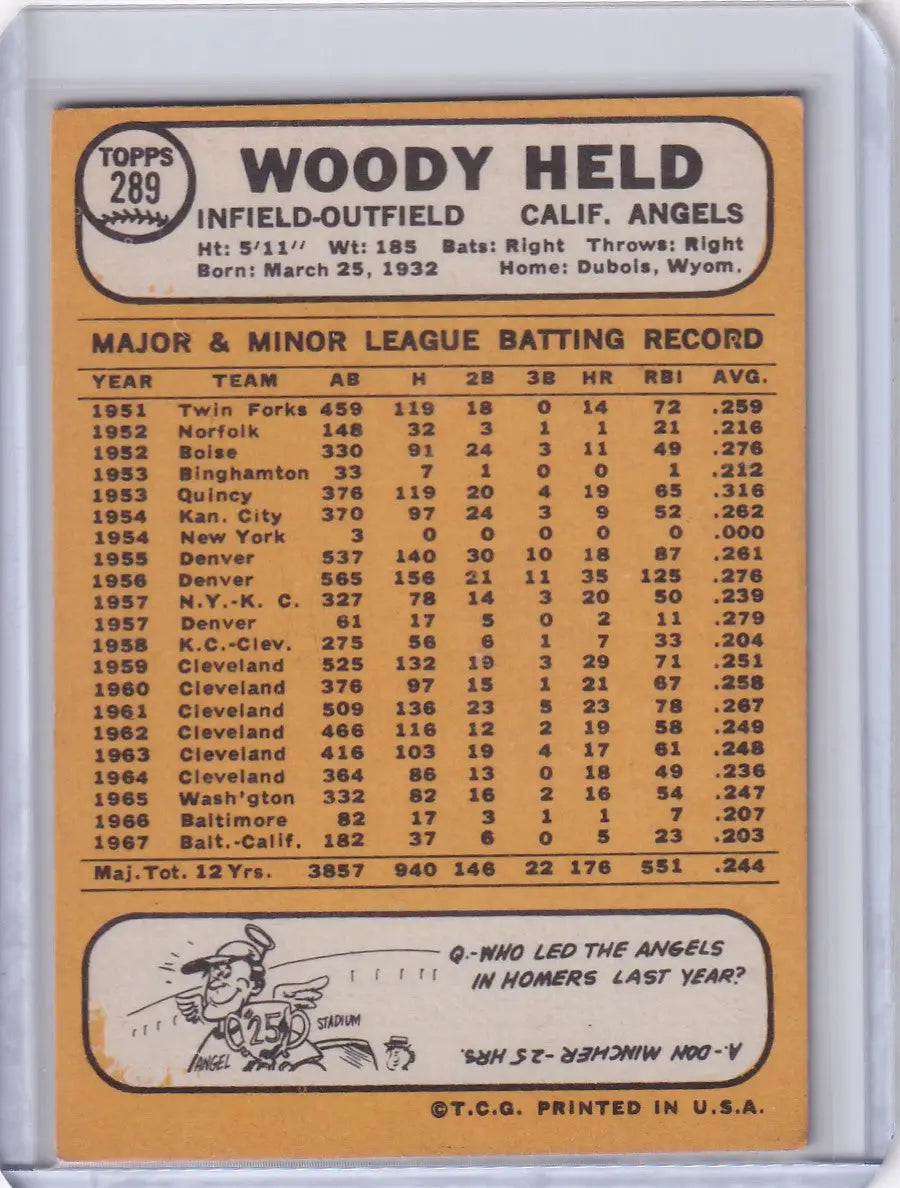 TOPPS
289
WOODY HELD
INFIELD-OUTFIELD CALIF. ANGELS
Ht: 5'11" Wt: 185 Bats: Right Throws: Right
Born: March 25, 1932 Home: Dubois, Wyom.
MAJOR & MINOR LEAGUE BATTING RECORD
YEAR TEAM AB H 2B 3B HR RBI AVG.
1951 Twin Forks 459 119 18 0 14 72 .259
1952 Norfolk 148 32 3 1 1 21 .216
1952 Boise 330 91 24 3 11 49 .276
1953 Binghamton 33 7 1 0 0 1 .212
1953 Quincy 376 119 20 4 19 65 .316
1954 Kan. City 370 97 24 3 9 52 .262
1954 New York 3 0 0 0 0 0 .000
1955 Denver 537 140 30 10 18 87 .261
1956 Denver 565 156 21 11 35 125 .276
1957 N.Y.-K. C. 327 78 14 3 20 50 .239
1957 Denver 61 17 5 0 2 11 .279
1958 K.C.-Clev. 275 56 6 1 7 33 .204
1959 Cleveland 525 132 19 3 29 71 .251
1960 Cleveland 376 97 15 1 21 67 .258
1961 Cleveland 509 136 23 5 23 78 .267
1962 Cleveland 466 116 12 2 19 58 .249
1963 Cleveland 416 103 19 4 17 61 .248
1964 Cleveland 364 86 13 0 18 49 .236
1965 Wash'gton 332 82 16 2 16 54 .247
1966 Baltimore 82 17 3 1 1 7 .207
1967 Balt.-Calif. 182 37 6 0 5 23 .203
Maj.Tot. 12 Yrs. 3857 940 146 22 176 551 .244
Q.-WHO LED THE ANGELS
IN HOMERS LAST YEAR?
"25"
STADIUM
ANGEL
A.-DON MINCHER-25 HRS.
©T.C.G. PRINTED IN U.S.A.